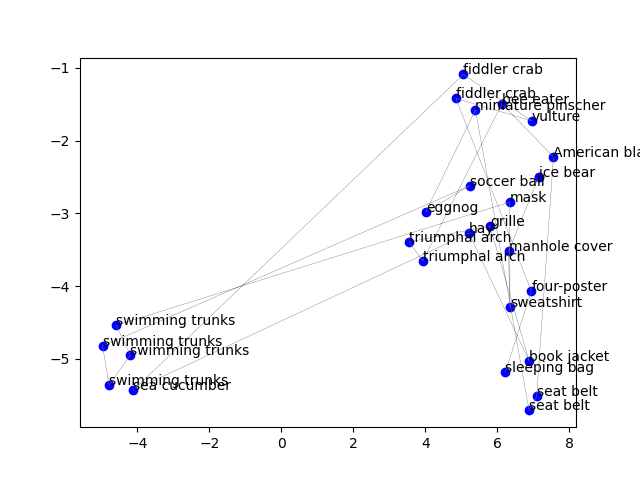 fiddler crab
fiddler crab
bee eater
miniature pinscher
vulture
American bla
ice bear
soccer ball
mask
eggnog
grille
hay
triumphal arch
manhole cover
triumphal arch
four-poster
sweatshirt
swimming trunks
swimming trunks
swimming trunks
book jacket
sleeping bag
swimming trunks
sea cucumber
seat belt
seat belt
−1
−2
−3
−4
−5
−4
−2
0
2
4
6
8